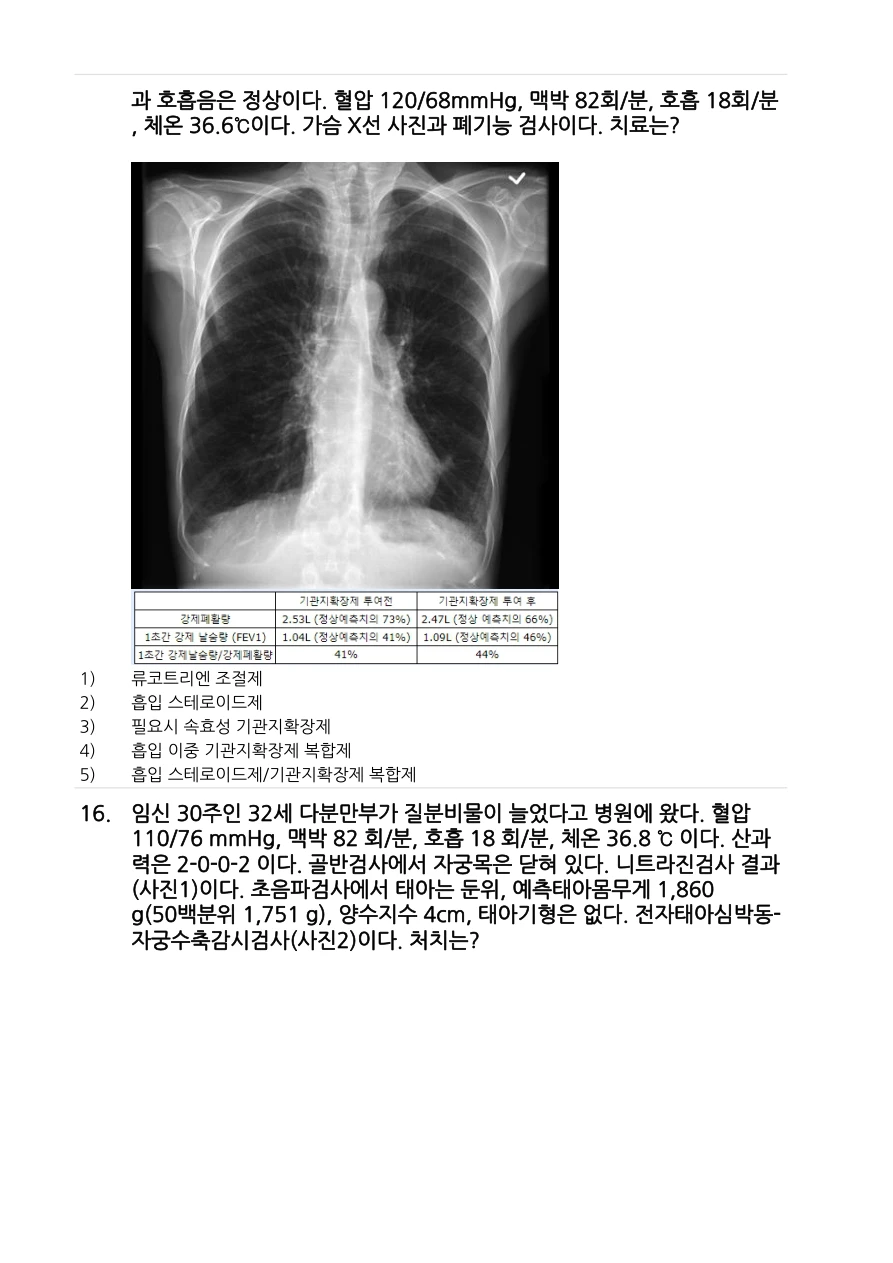 과 호흡음은 정상이다. 혈압 120/68mmHg, 맥박 82회/분, 호흡 18회/분
, 체온 36.6℃이다. 가슴 X선 사진과 폐기능 검사이다. 치료는?
기관지확장제 투여전 기관지확장제 투여 후
강제폐활량 2.53L (정상예측치의 73%) 2.47L (정상 예측치의 66%)
1초간 강제 날숨량 (FEV1) 1.04L (정상예측치의 41%) 1.09L (정상예측치의 46%)
1초간 강제날숨량/강제폐활량 41% 44%
1) 류코트리엔 조절제
2) 흡입 스테로이드제
3) 필요시 속효성 기관지확장제
4) 흡입 이중 기관지확장제 복합제
5) 흡입 스테로이드제/기관지확장제 복합제
16. 임신 30주인 32세 다분만부가 질분비물이 늘었다고 병원에 왔다. 혈압
110/76 mmHg, 맥박 82 회/분, 호흡 18 회/분, 체온 36.8 ℃ 이다. 산과
력은 2-0-0-2 이다. 골반검사에서 자궁목은 닫혀 있다. 니트라진검사 결과
(사진1)이다. 초음파검사에서 태아는 둔위, 예측태아몸무게 1,860
g(50백분위 1,751 g), 양수지수 4cm, 태아기형은 없다. 전자태아심박동-
자궁수축감시검사(사진2)이다. 처치는?